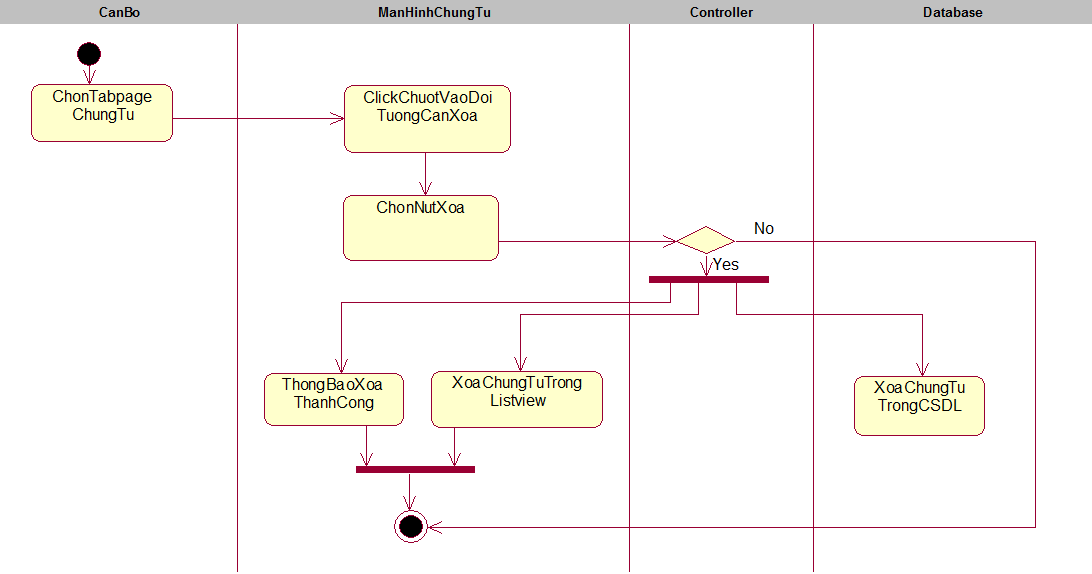 CanBo
ManHinhChungTu
Controller
Database
ChonTabpage
ChungTu
ClickChuotVaoDoi
TuongCanXoa
ChonNutXoa
No
Yes
ThongBaoXoa
ThanhCong
XoaChungTuTrong
Listview
XoaChungTu
TrongCSDL